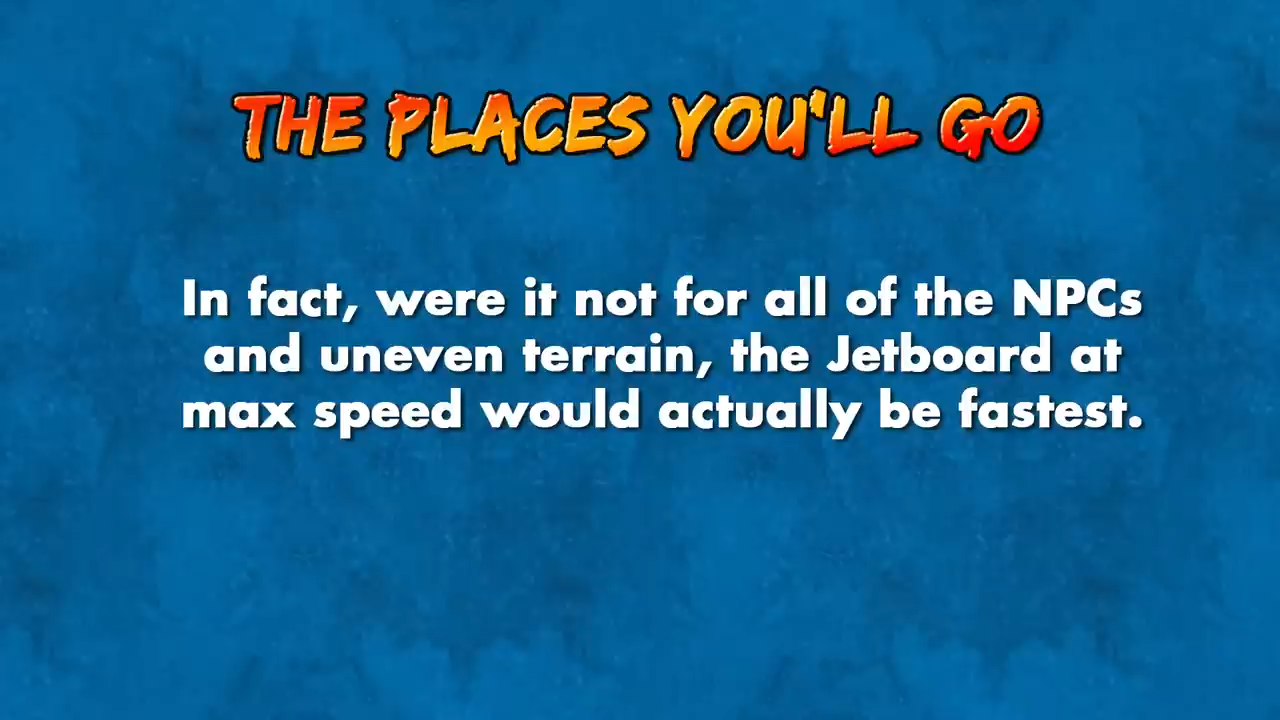 THE PLACES YOU'LL GO
In fact, were it not for all of the NPCs
and uneven terrain, the Jetboard at
max speed would actually be fastest.